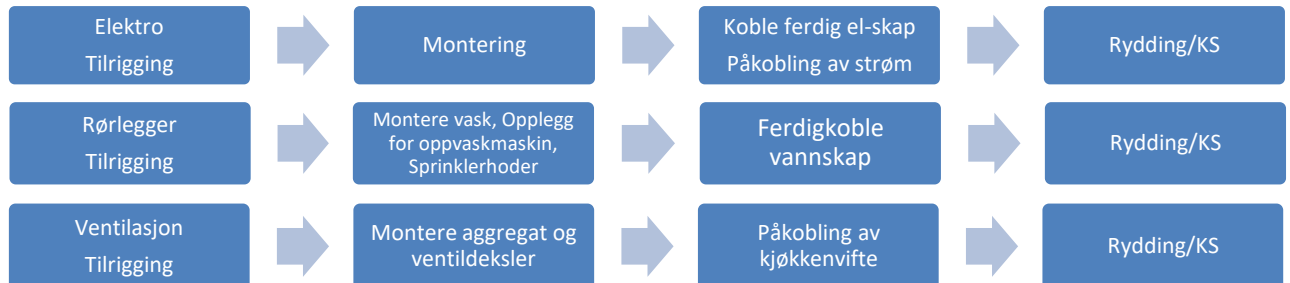 Elektro
Tilrigging
Montering
Koble ferdig el-skap
Påkobling av strøm
Rydding/KS
Rørlegger
Tilrigging
Montere vask, Opplegg
for oppvaskmaskin,
Sprinklerhoder
Ferdigkoble
vannskap
Rydding/KS
Ventilasjon
Tilrigging
Montere aggregat og
ventildeksler
Påkobling av
kjøkkenvifte
Rydding/KS